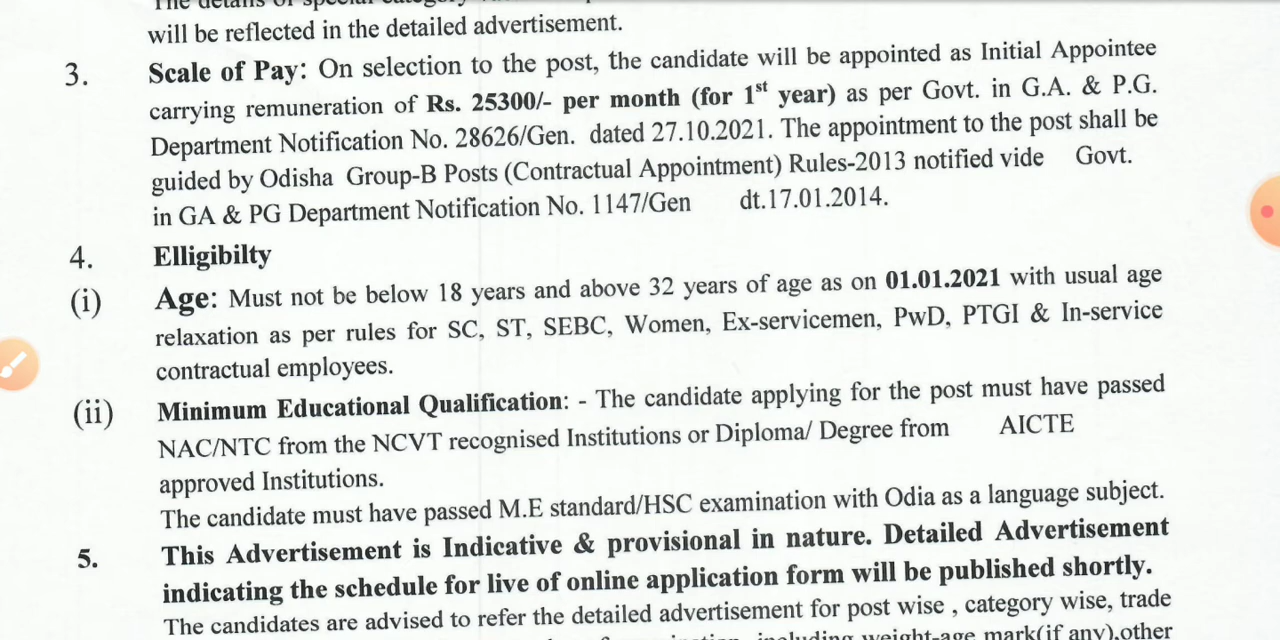 will be reflected in the detailed advertisement.
3. Scale of Pay: On selection to the post, the candidate will be appointed as Initial Appointee
carrying remuneration of Rs. 25300/- per month (for 1st year) as per Govt. in G.A. & P.G.
Department Notification No. 28626/Gen. dated 27.10.2021. The appointment to the post shall be
guided by Odisha Group-B Posts (Contractual Appointment) Rules-2013 notified vide Govt.
in GA & PG Department Notification No. 1147/Gen dt.17.01.2014.
4. Elligibilty
(i) Age: Must not be below 18 years and above 32 years of age as on 01.01.2021 with usual age
relaxation as per rules for SC, ST, SEBC, Women, Ex-servicemen, PwD, PTGI & In-service
contractual employees.
(ii) Minimum Educational Qualification: - The candidate applying for the post must have passed
NAC/NTC from the NCVT recognised Institutions or Diploma/ Degree from AICTE
approved Institutions.
The candidate must have passed M.E standard/HSC examination with Odia as a language subject.
5. This Advertisement is Indicative & provisional in nature. Detailed Advertisement
indicating the schedule for live of online application form will be published shortly.
The candidates are advised to refer the detailed advertisement for post wise , category wise, trade
including weight-age mark(if any),other